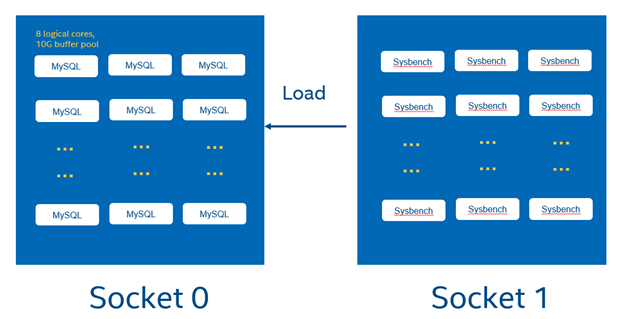 8 logical cores,
10G buffer pool
MySQL MySQL MySQL
MySQL MySQL MySQL
... ... ...
... ... ...
MySQL MySQL MySQL
Socket 0
Load
Sysbench Sysbench Sysbench
Sysbench Sysbench Sysbench
... ... ...
... ... ...
Sysbench Sysbench Sysbench
Socket 1